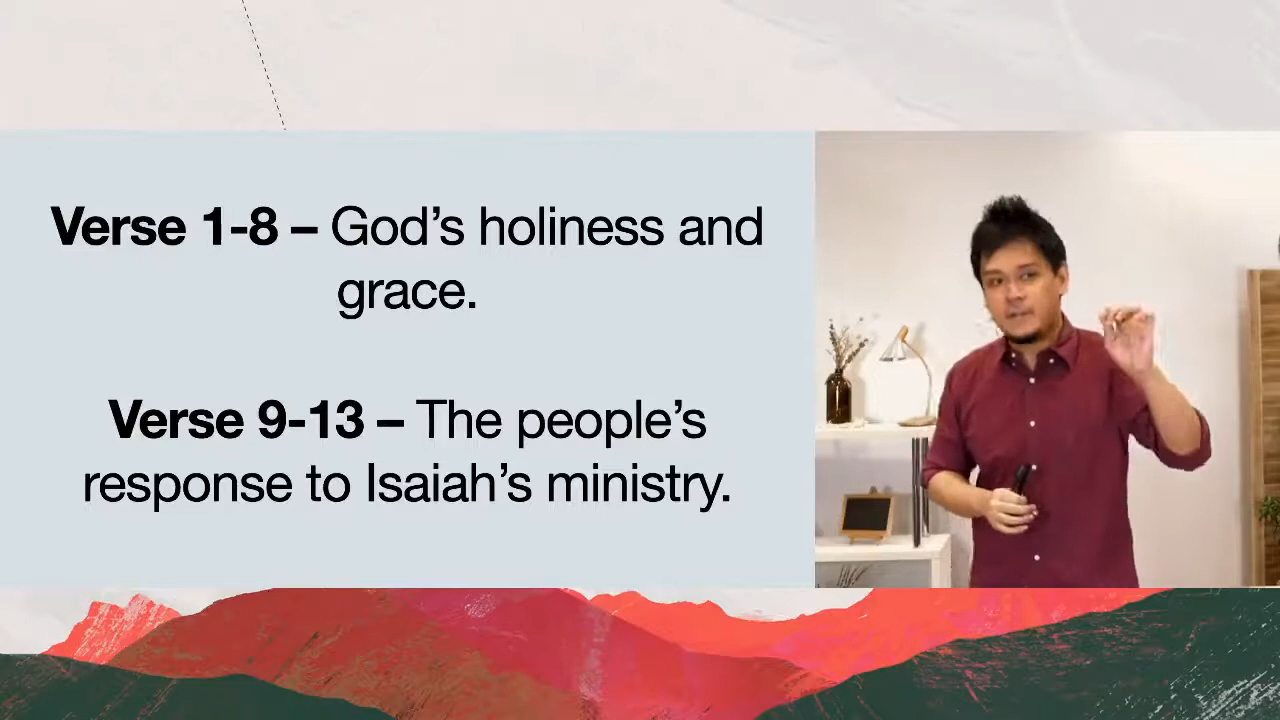 Verse 1-8 – God’s holiness and
grace.
Verse 9-13 – The people’s
response to Isaiah’s ministry.